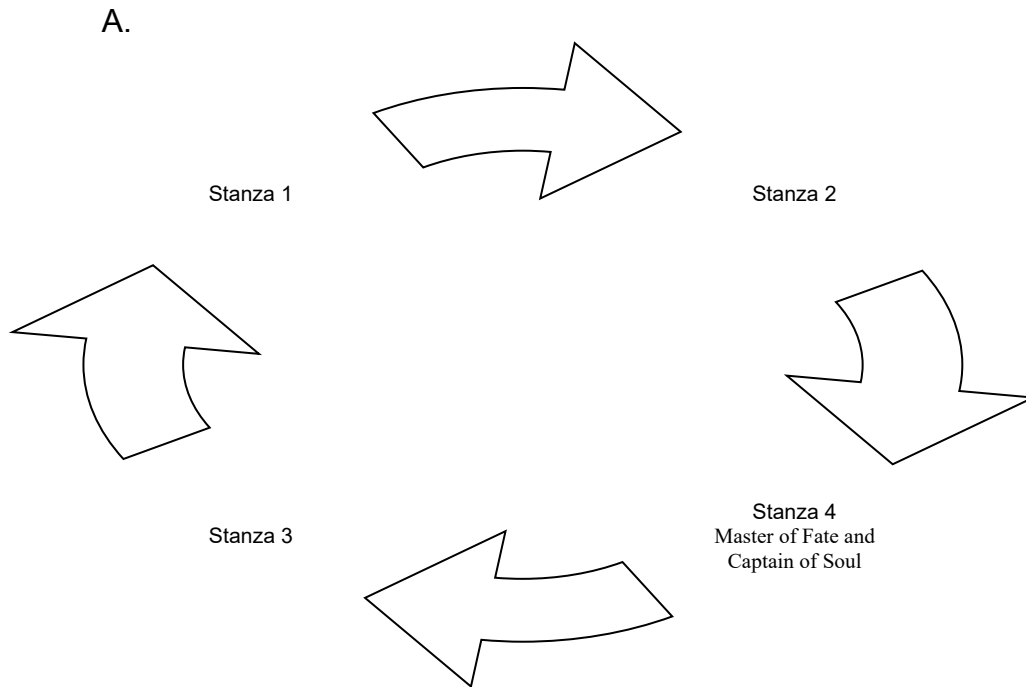 A.
Stanza 1
Stanza 2
Stanza 3
Stanza 4
Master of Fate and
Captain of Soul